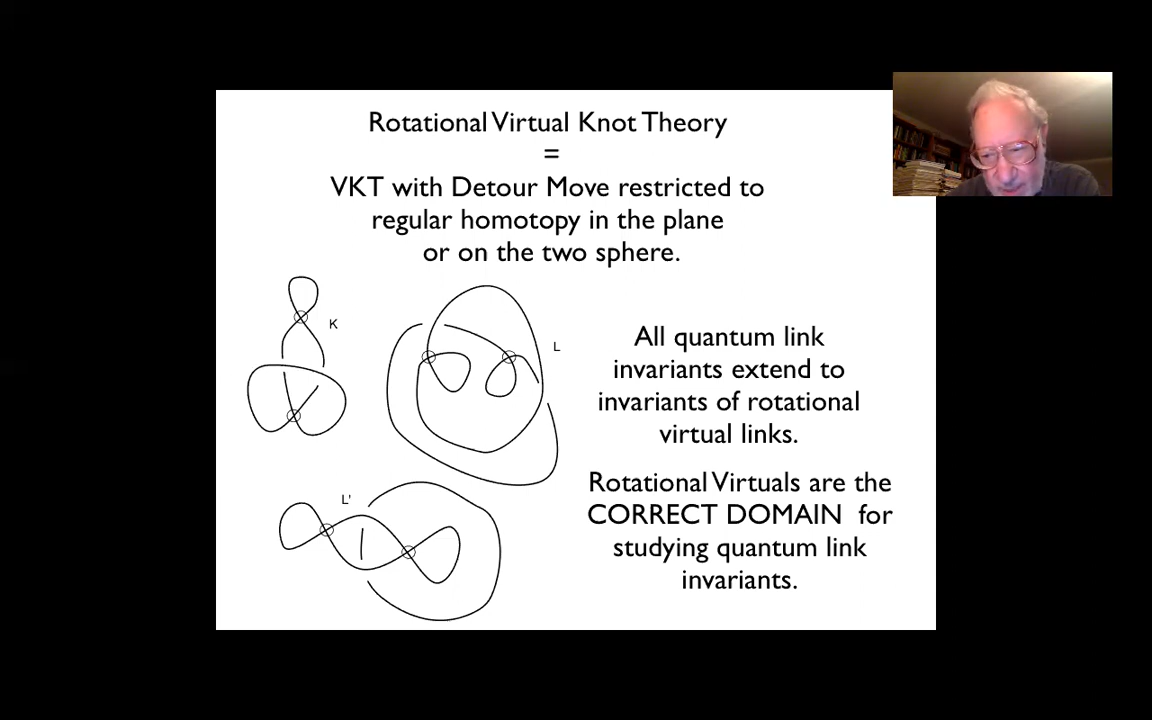 Rotational Virtual Knot Theory
=
VKT with Detour Move restricted to
regular homotopy in the plane
or on the two sphere.
K
L
All quantum link
invariants extend to
invariants of rotational
virtual links.
L'
Rotational Virtuals are the
CORRECT DOMAIN for
studying quantum link
invariants.